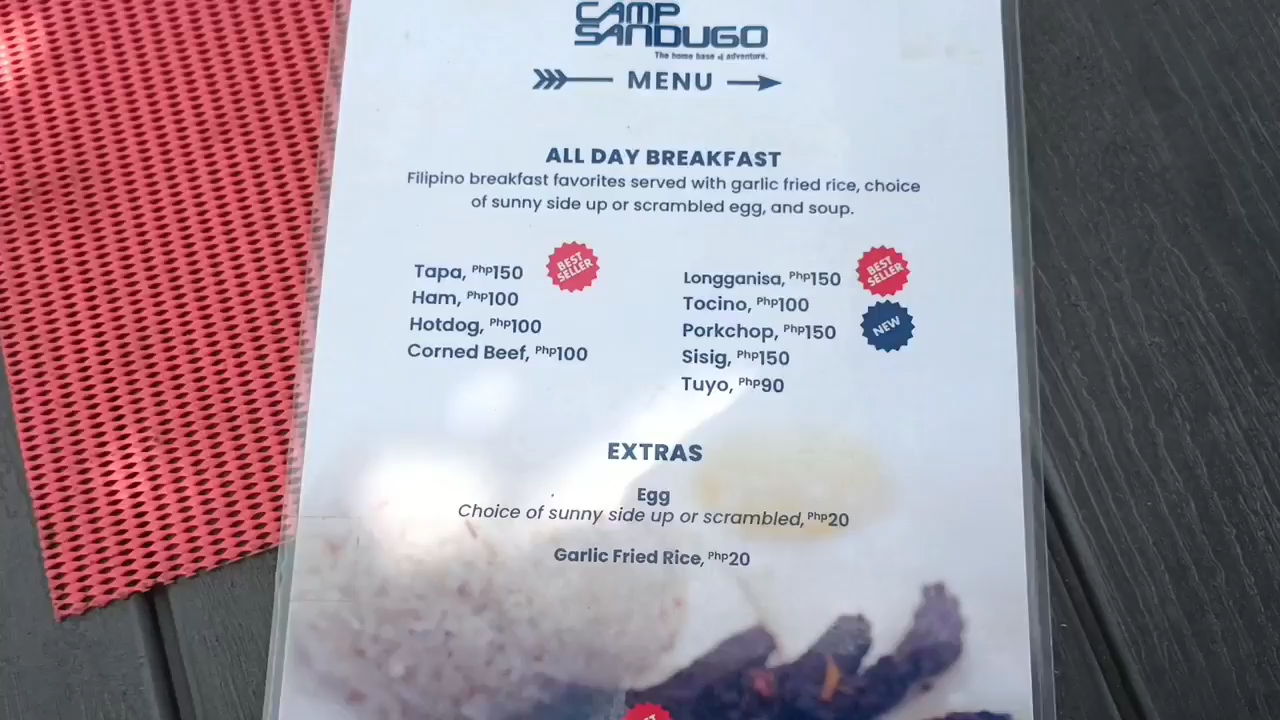 CAMP
SANDUGO
The home base of adventure.
MENU
ALL DAY BREAKFAST
Filipino breakfast favorites served with garlic fried rice, choice
of sunny side up or scrambled egg, and soup.
Tapa, Php150
BEST
SELLER
Ham, Php100
Hotdog, Php100
Corned Beef, Php100
Longganisa, Php150
BEST
SELLER
Tocino, Php100
Porkchop, Php150
NEW
Sisig, Php150
Tuyo, Php90
EXTRAS
Egg
Choice of sunny side up or scrambled, Php20
Garlic Fried Rice, Php20